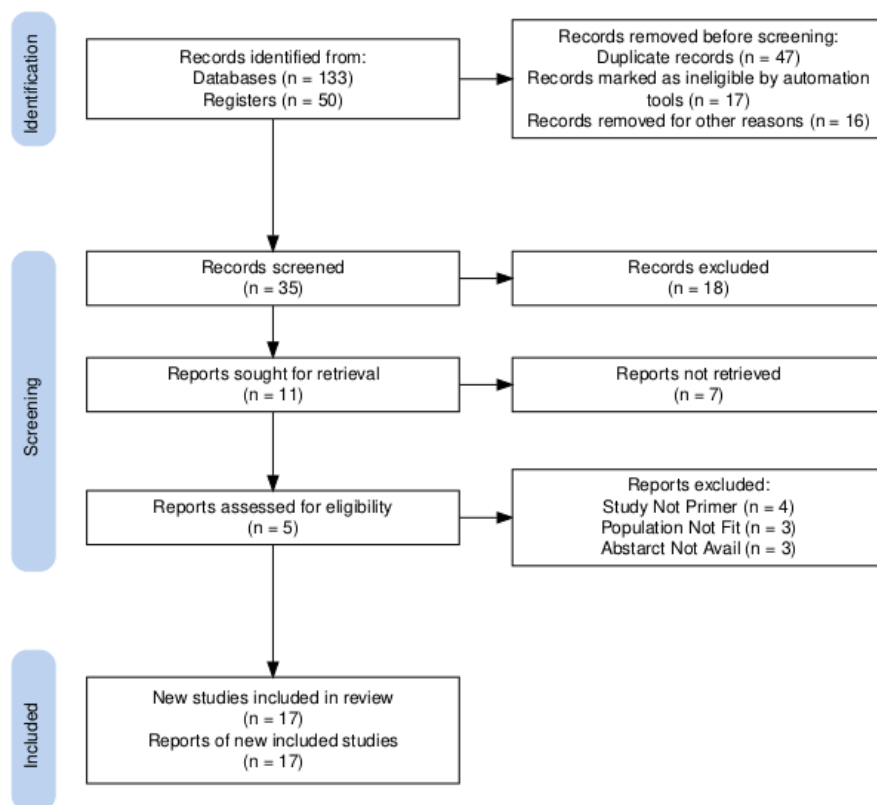 Identification
Records identified from:
Databases (n = 133)
Registers (n = 50)
Records removed before screening:
Duplicate records (n = 47)
Records marked as ineligible by automation
tools (n = 17)
Records removed for other reasons (n = 16)
Screening
Records screened
(n = 35)
Records excluded
(n = 18)
Reports sought for retrieval
(n = 11)
Reports not retrieved
(n = 7)
Reports assessed for eligibility
(n = 5)
Reports excluded:
Study Not Primer (n = 4)
Population Not Fit (n = 3)
Abstarct Not Avail (n = 3)
Included
New studies included in review
(n = 17)
Reports of new included studies
(n = 17)